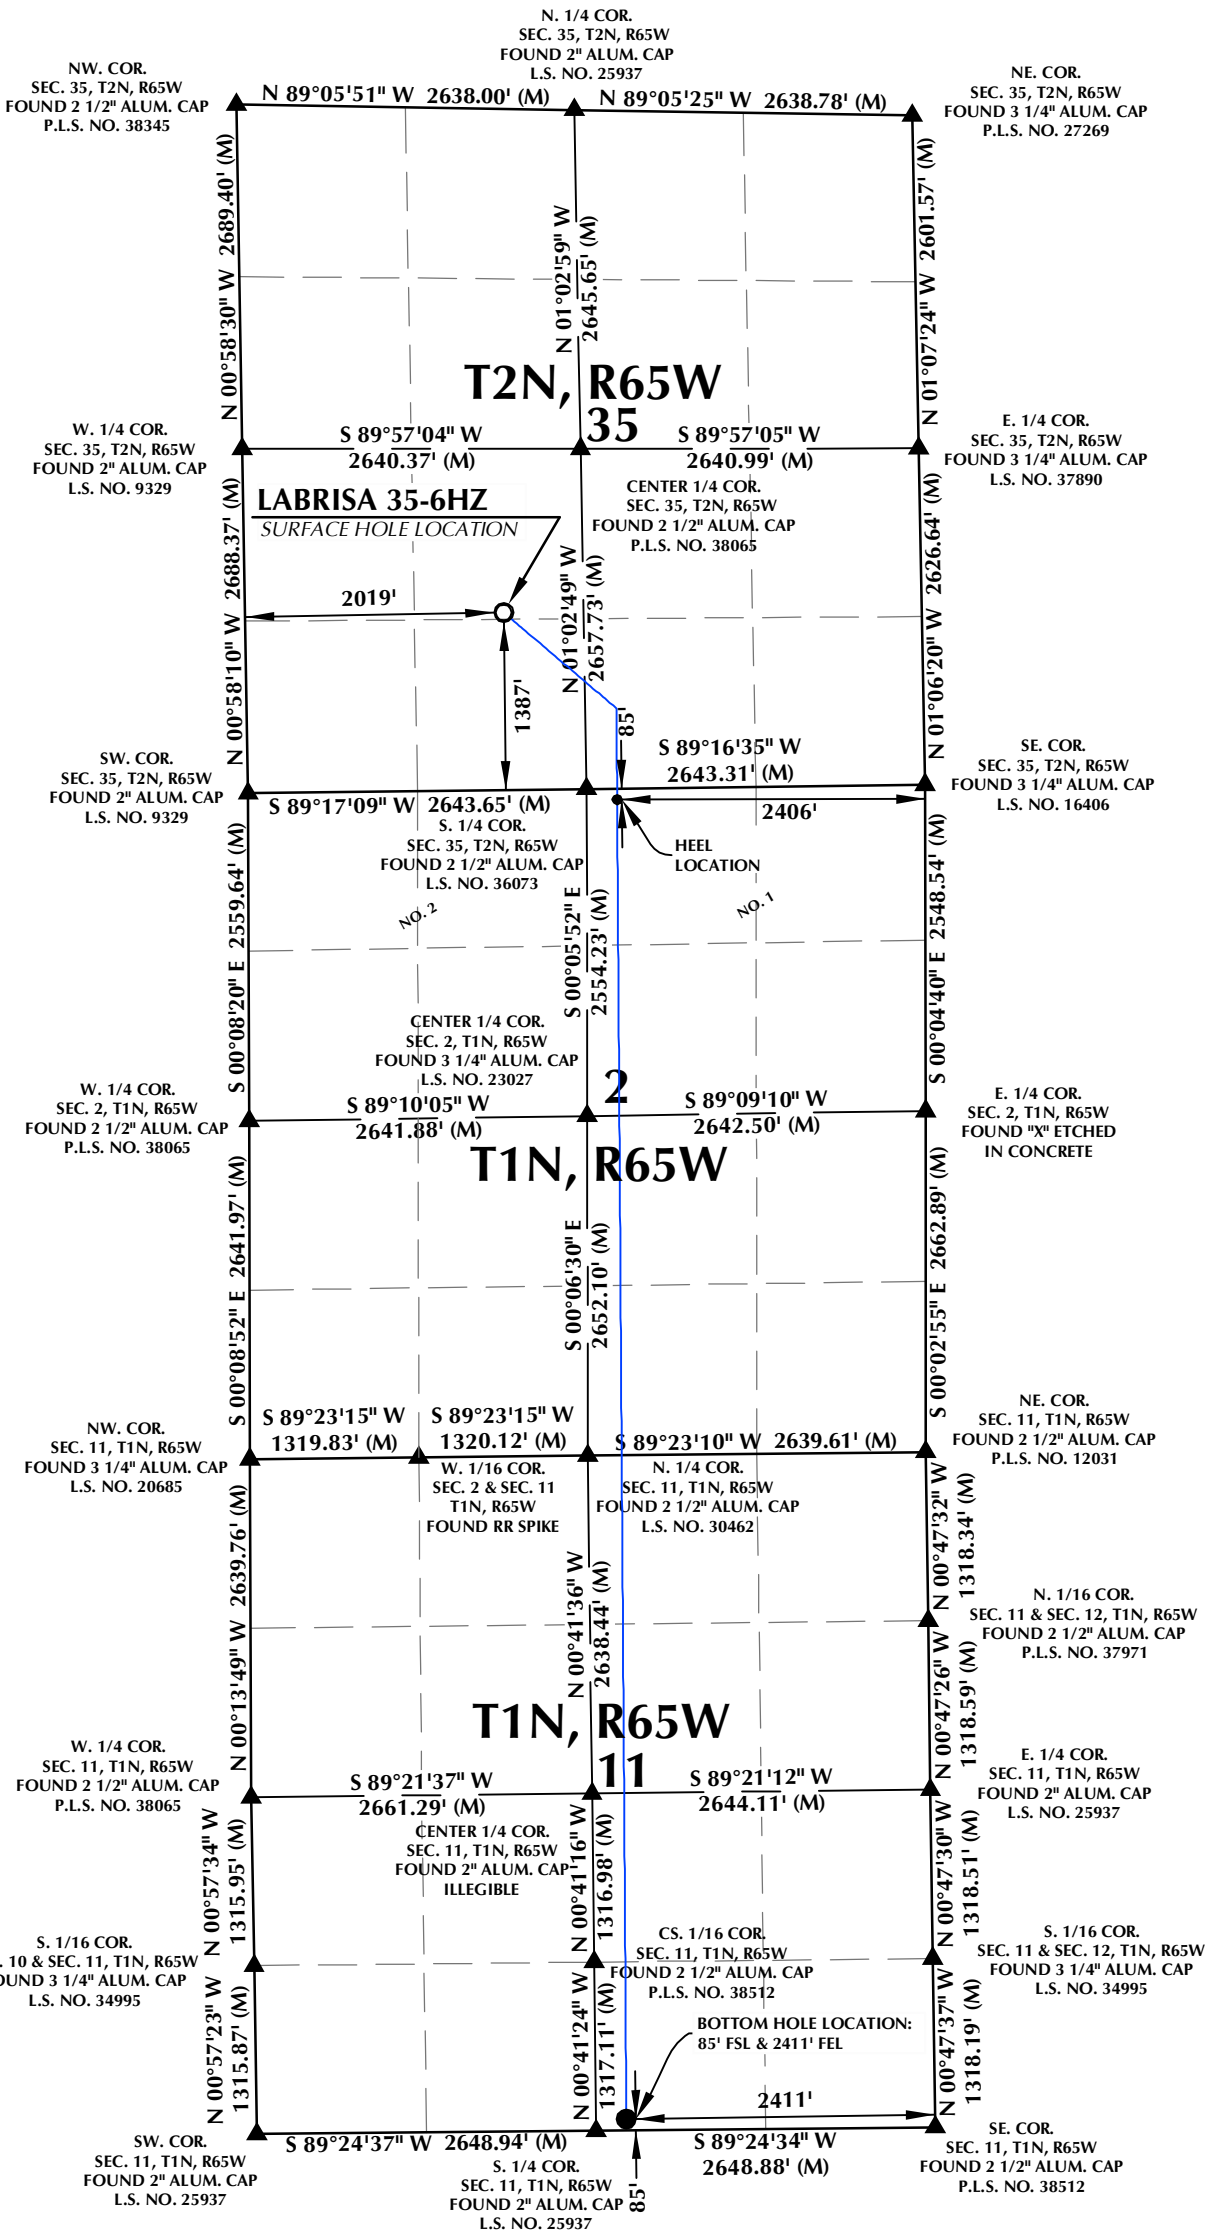 N. 1/4 COR.
SEC. 35, T2N, R65W
FOUND 2" ALUM. CAP
L.S. NO. 25937
NW. COR.
SEC. 35, T2N, R65W
FOUND 2 1/2" ALUM. CAP
P.L.S. NO. 38345
NE. COR.
SEC. 35, T2N, R65W
FOUND 3 1/4" ALUM. CAP
P.L.S. NO. 27269
N 89°05'51" W 2638.00' (M)
N 89°05'25" W 2638.78' (M)
N 00°58'30" W 2689.40' (M)
N 01°02'59" W
2645.65' (M)
N 01°07'24" W 2601.57' (M)
T2N, R65W
35
W. 1/4 COR.
SEC. 35, T2N, R65W
FOUND 2" ALUM. CAP
L.S. NO. 9329
S 89°57'04" W
2640.37' (M)
S 89°57'05" W
2640.99' (M)
E. 1/4 COR.
SEC. 35, T2N, R65W
FOUND 3 1/4" ALUM. CAP
L.S. NO. 37890
LABRISA 35-6HZ
SURFACE HOLE LOCATION
CENTER 1/4 COR.
SEC. 35, T2N, R65W
FOUND 2 1/2" ALUM. CAP
P.L.S. NO. 38065
N 00°58'10" W 2688.37' (M)
N 01°02'49" W
2657.73' (M)
N 01°06'20" W 2626.64' (M)
2019'
1387'
85'
SW. COR.
SEC. 35, T2N, R65W
FOUND 2" ALUM. CAP
L.S. NO. 9329
S 89°16'35" W
2643.31' (M)
SE. COR.
SEC. 35, T2N, R65W
FOUND 3 1/4" ALUM. CAP
L.S. NO. 16406
S 89°17'09" W 2643.65' (M)
2406'
S. 1/4 COR.
SEC. 35, T2N, R65W
FOUND 2 1/2" ALUM. CAP
L.S. NO. 36073
HEEL
LOCATION
NO. 2
NO. 1
S 00°08'20" E 2559.64' (M)
S 00°05'52" E
2554.23' (M)
S 00°04'40" E 2548.54' (M)
CENTER 1/4 COR.
SEC. 2, T1N, R65W
FOUND 3 1/4" ALUM. CAP
L.S. NO. 23027
2
W. 1/4 COR.
SEC. 2, T1N, R65W
FOUND 2 1/2" ALUM. CAP
P.L.S. NO. 38065
S 89°10'05" W
2641.88' (M)
S 89°09'10" W
2642.50' (M)
E. 1/4 COR.
SEC. 2, T1N, R65W
FOUND "X" ETCHED
IN CONCRETE
T1N, R65W
S 00°08'52" E 2641.97' (M)
S 00°06'30" E
2652.10' (M)
S 00°02'55" E 2662.89' (M)
NW. COR.
SEC. 11, T1N, R65W
FOUND 3 1/4" ALUM. CAP
L.S. NO. 20685
S 89°23'15" W
1319.83' (M)
S 89°23'15" W
1320.12' (M)
S 89°23'10" W 2639.61' (M)
NE. COR.
SEC. 11, T1N, R65W
FOUND 2 1/2" ALUM. CAP
P.L.S. NO. 12031
W. 1/16 COR.
SEC. 2 & SEC. 11
T1N, R65W
FOUND RR SPIKE
N. 1/4 COR.
SEC. 11, T1N, R65W
FOUND 2 1/2" ALUM. CAP
L.S. NO. 30462
N 00°13'49" W 2639.76' (M)
N 00°41'36" W
2638.44' (M)
N 00°47'32" W
1318.34' (M)
N. 1/16 COR.
SEC. 11 & SEC. 12, T1N, R65W
FOUND 2 1/2" ALUM. CAP
P.L.S. NO. 37971
N 00°47'26" W
1318.59' (M)
T1N, R65W
11
W. 1/4 COR.
SEC. 11, T1N, R65W
FOUND 2 1/2" ALUM. CAP
P.L.S. NO. 38065
S 89°21'37" W
2661.29' (M)
S 89°21'12" W
2644.11' (M)
E. 1/4 COR.
SEC. 11, T1N, R65W
FOUND 2" ALUM. CAP
L.S. NO. 25937
CENTER 1/4 COR.
SEC. 11, T1N, R65W
FOUND 2" ALUM. CAP
ILLEGIBLE
N 00°57'34" W
1315.95' (M)
N 00°41'16" W
1316.98' (M)
N 00°47'30" W
1318.51' (M)
S. 1/16 COR.
. 10 & SEC. 11, T1N, R65W
OUND 3 1/4" ALUM. CAP
L.S. NO. 34995
CS. 1/16 COR.
SEC. 11, T1N, R65W
FOUND 2 1/2" ALUM. CAP
P.L.S. NO. 38512
S. 1/16 COR.
SEC. 11 & SEC. 12, T1N, R65W
FOUND 3 1/4" ALUM. CAP
L.S. NO. 34995
N 00°57'23" W
1315.87' (M)
N 00°41'24" W
1317.11' (M)
N 00°47'37" W
1318.19' (M)
BOTTOM HOLE LOCATION:
85' FSL & 2411' FEL
2411'
SW. COR.
SEC. 11, T1N, R65W
FOUND 2" ALUM. CAP
L.S. NO. 25937
S 89°24'37" W 2648.94' (M)
S 89°24'34" W
2648.88' (M)
SE. COR.
SEC. 11, T1N, R65W
FOUND 2 1/2" ALUM. CAP
P.L.S. NO. 38512
S. 1/4 COR.
SEC. 11, T1N, R65W
FOUND 2" ALUM. CAP
L.S. NO. 25937
85'